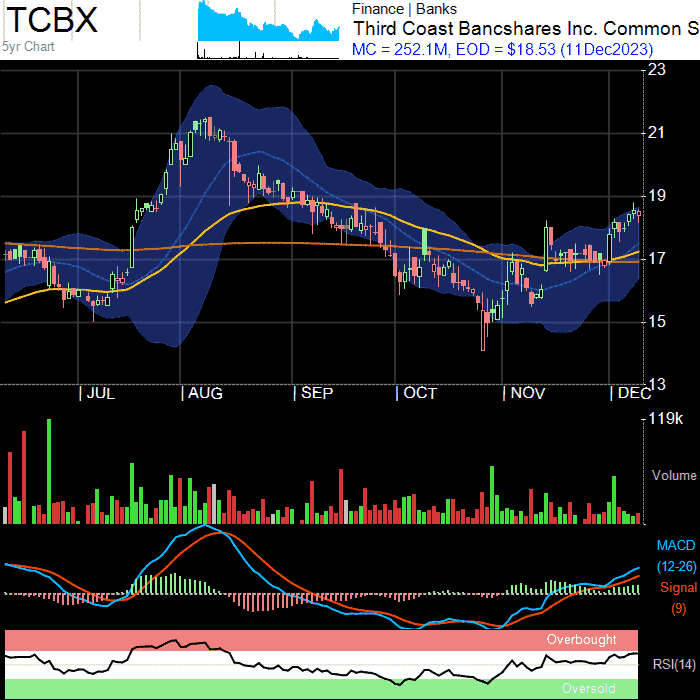 TCBX
5yr Chart
Finance | Banks
Third Coast Bancshares Inc. Common S
MC = 252.1M, EOD = $18.53 (11Dec2023)
23
21
19
17
15
13
JUL AUG SEP OCT NOV DEC
119k
Volume
MACD
(12-26)
Signal
(9)
Overbought
RSI(14)
Oversold